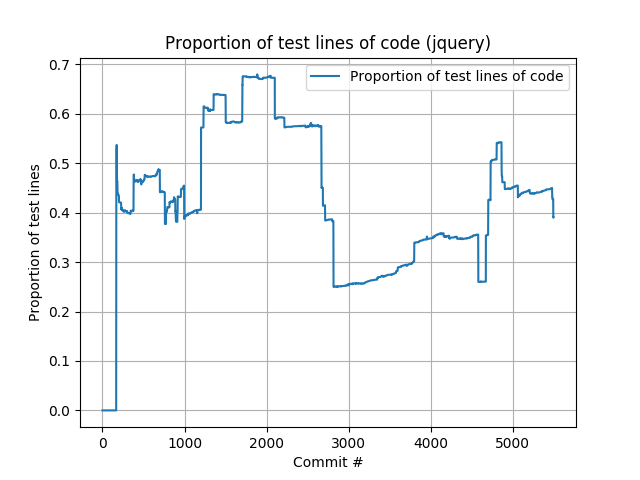 Proportion of test lines of code (jquery)
Proportion of test lines of code
Proportion of test lines
0.7
0.6
0.5
0.4
0.3
0.2
0.1
0.0
0 1000 2000 3000 4000 5000
Commit #